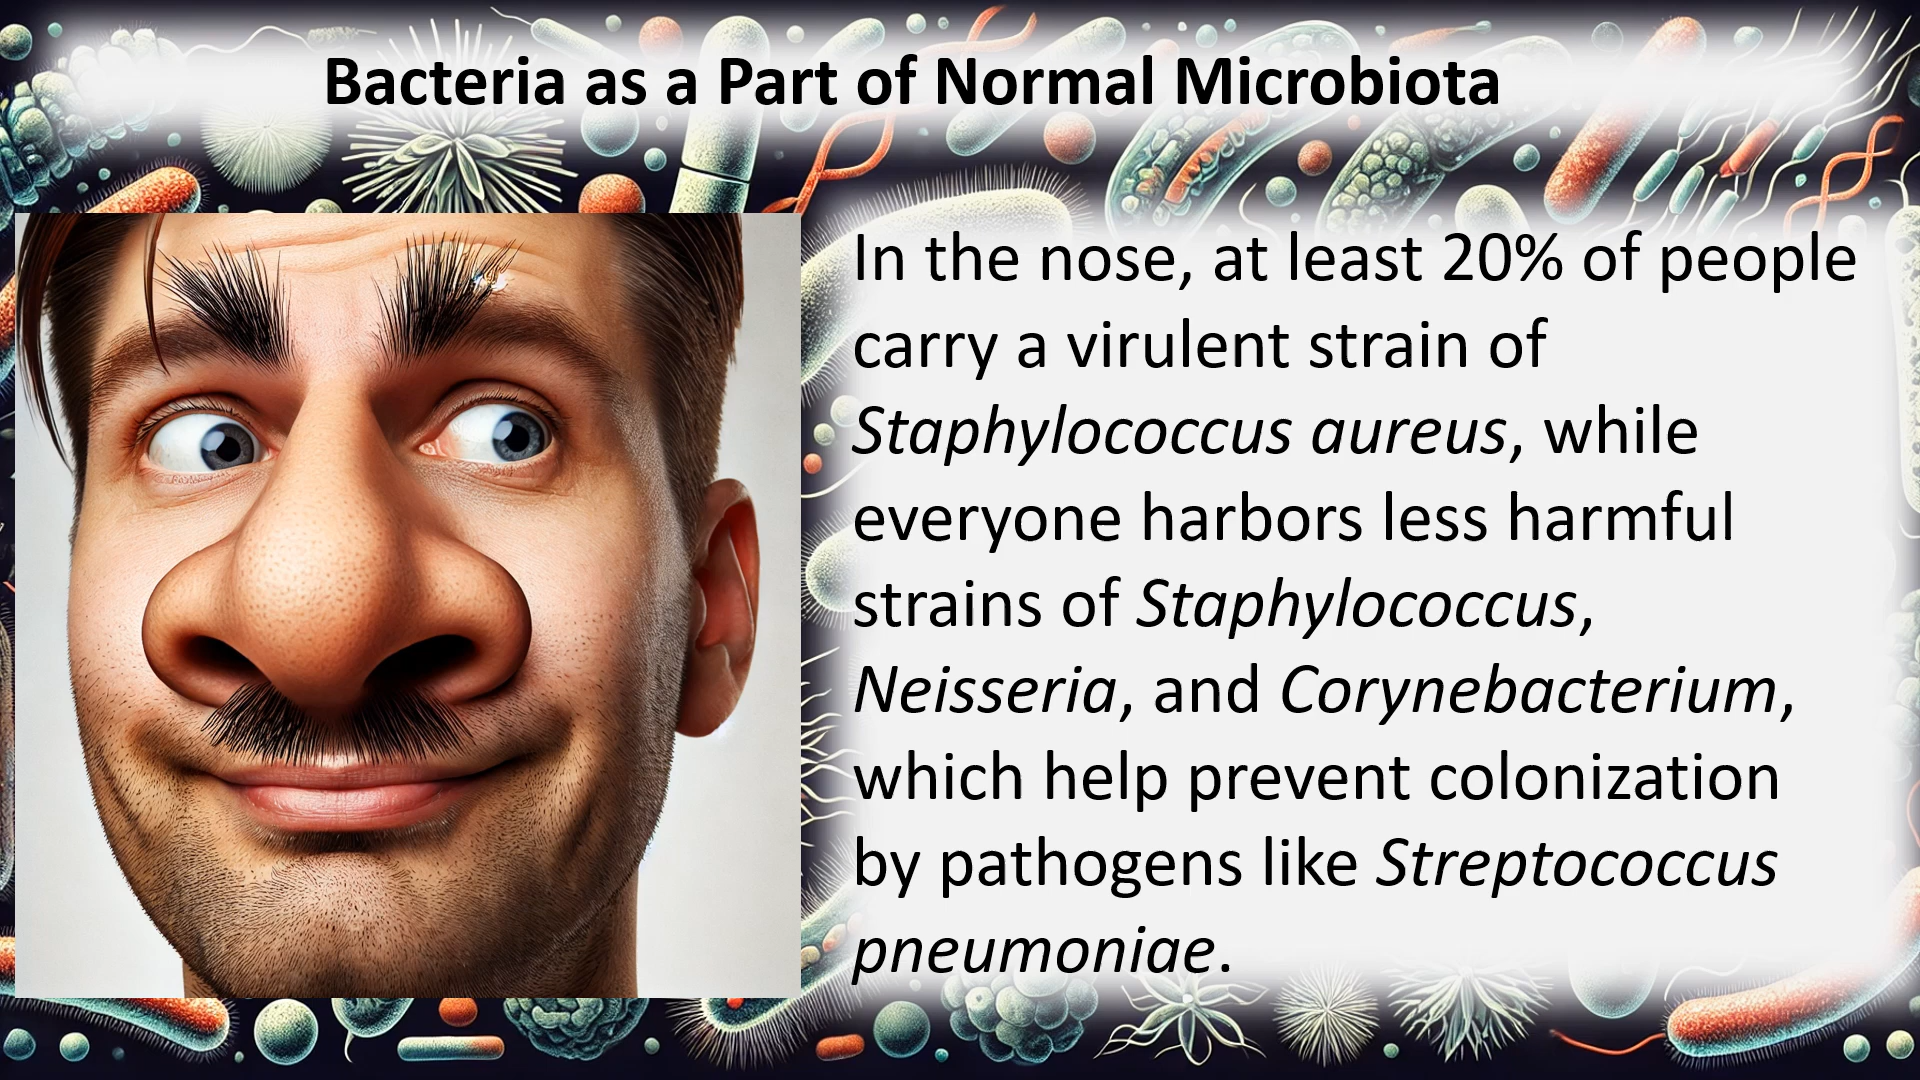 Bacteria as a Part of Normal Microbiota
In the nose, at least 20% of people
carry a virulent strain of
Staphylococcus aureus, while
everyone harbors less harmful
strains of Staphylococcus,
Neisseria, and Corynebacterium,
which help prevent colonization
by pathogens like Streptococcus
pneumoniae.